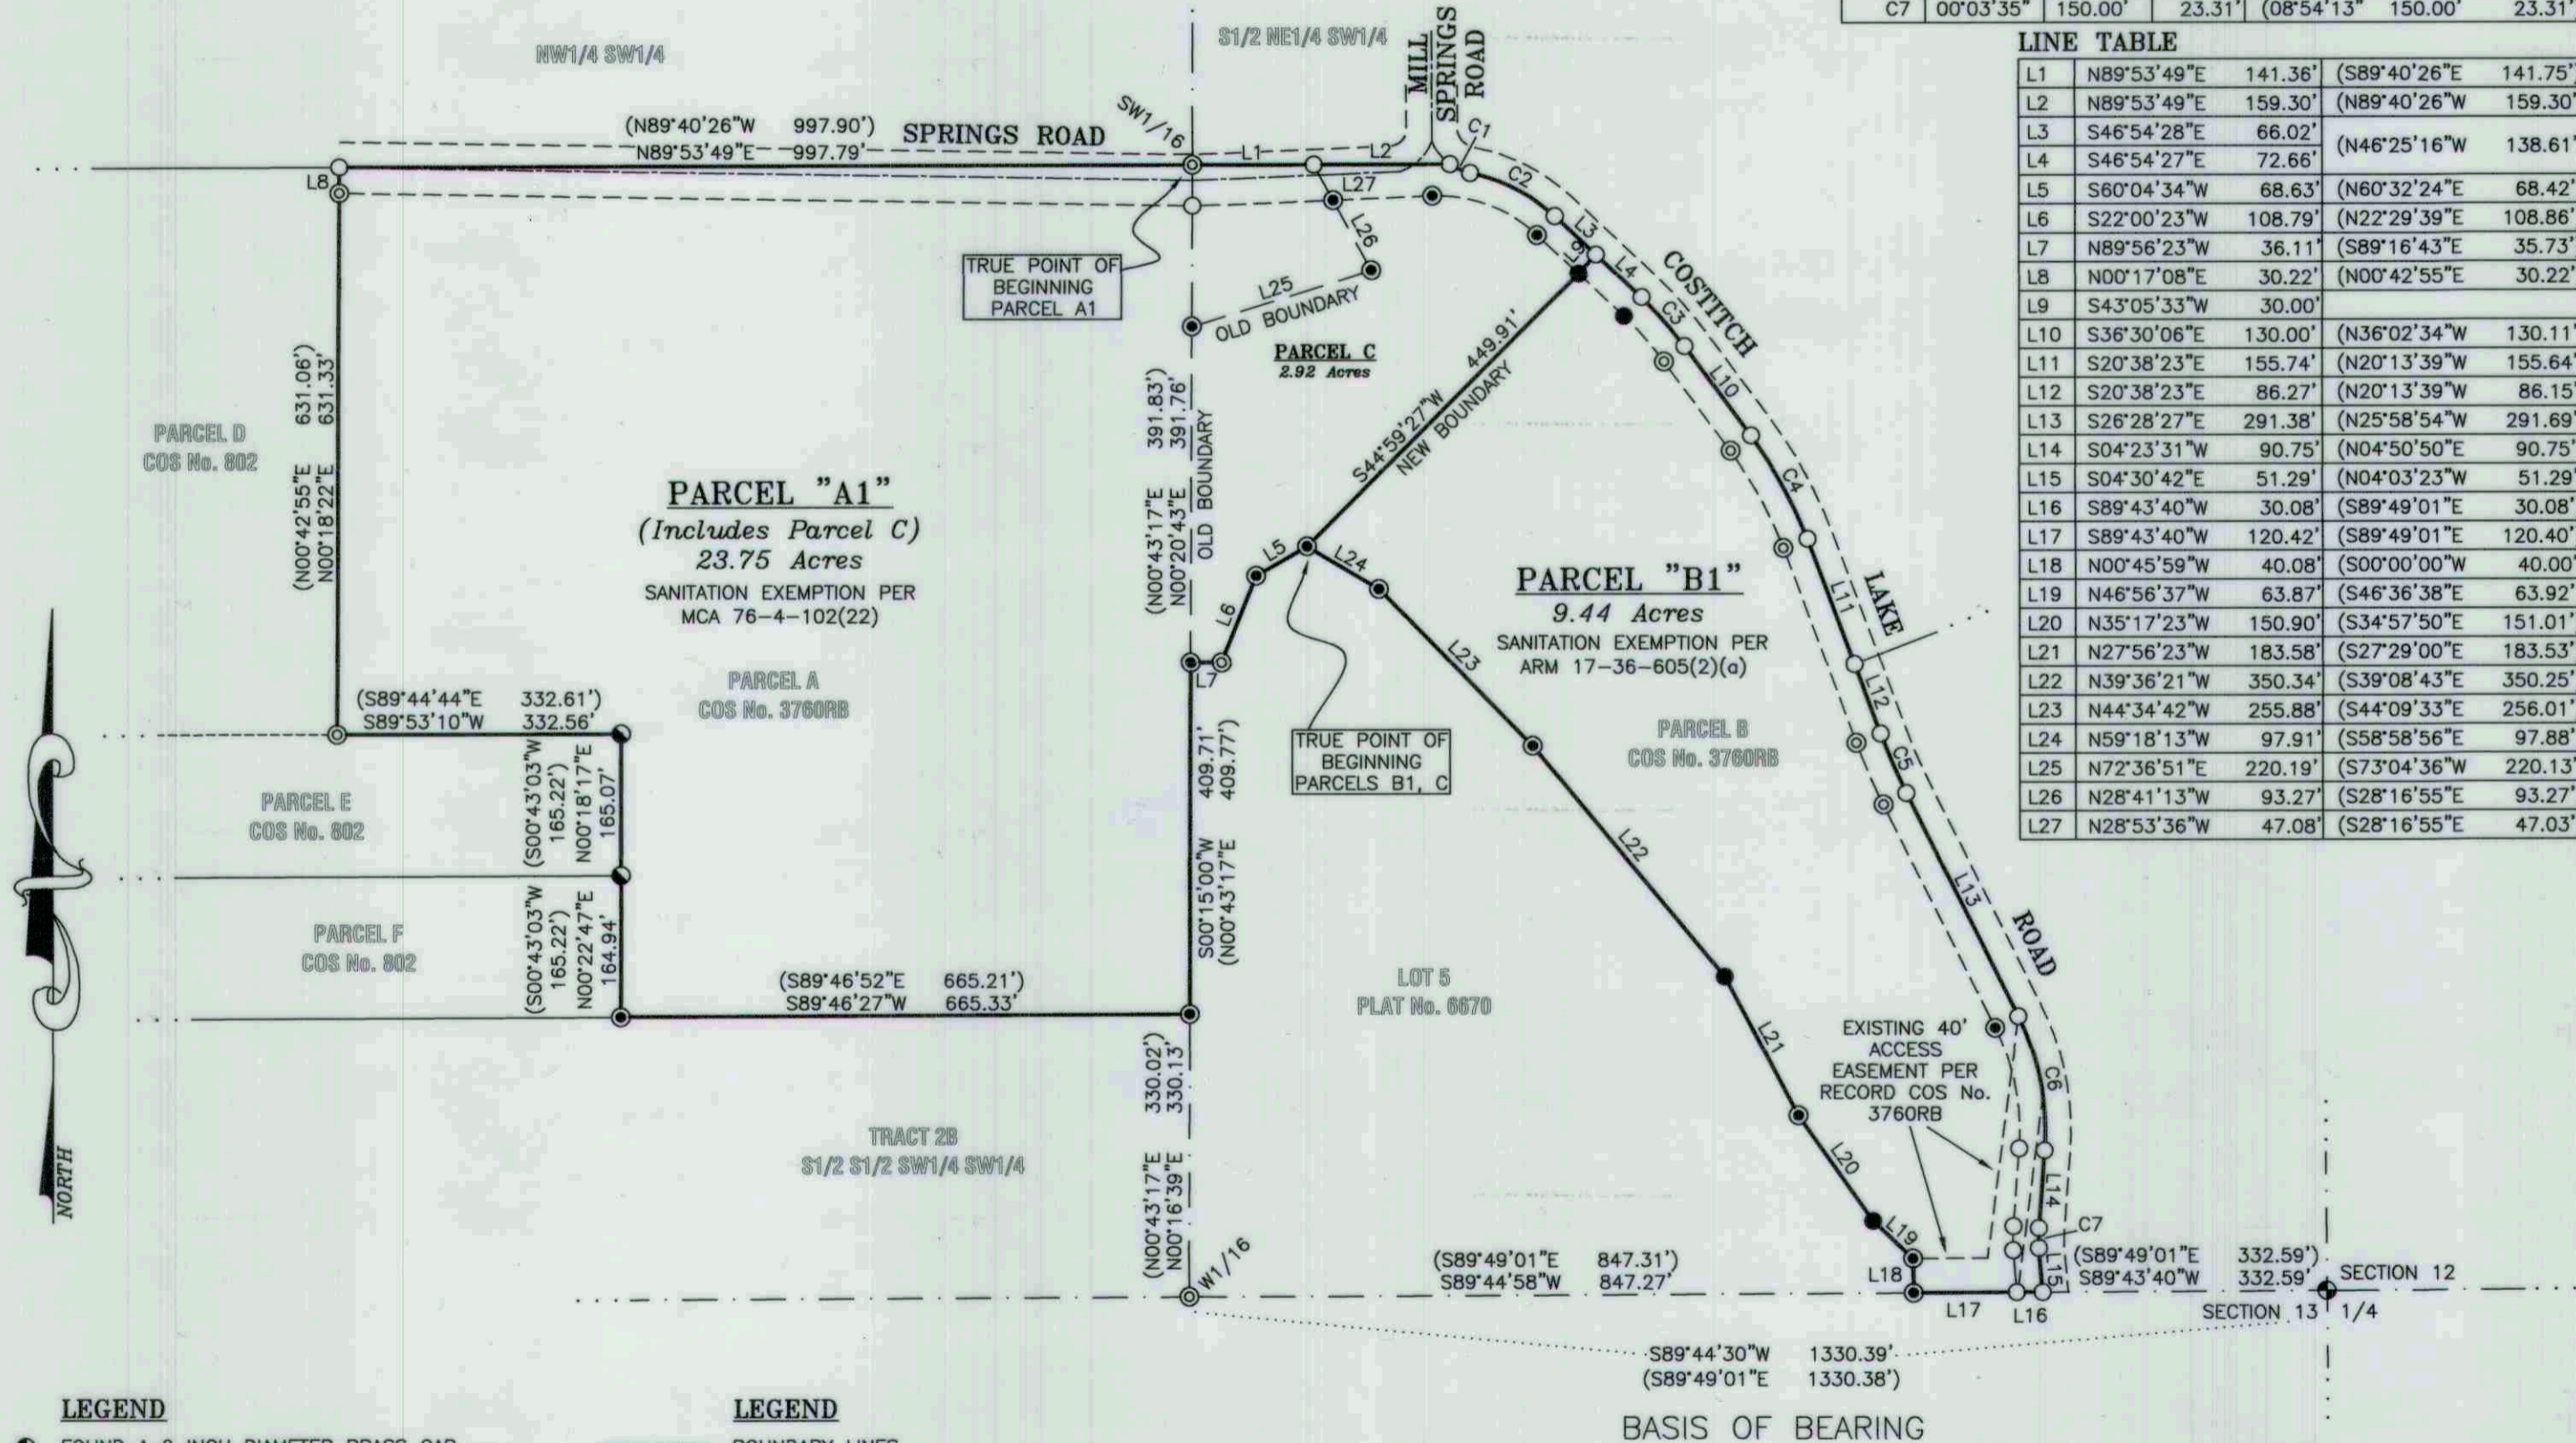 C7 00°03'35" 150.00' 23.31' (08°54'13" 150.00' 23.31'
LINE TABLE
L1 N89°53'49"E 141.36' (S89°40'26"E 141.75'
L2 N89°53'49"E 159.30' (N89°40'26"W 159.30'
L3 S46°54'28"E 66.02' (N46°25'16"W 138.61'
L4 S46°54'27"E 72.66'
L5 S60°04'34"W 68.63' (N60°32'24"E 68.42'
L6 S22°00'23"W 108.79' (N22°29'39"E 108.86'
L7 N89°56'23"W 36.11' (S89°16'43"E 35.73'
L8 N00°17'08"E 30.22' (N00°42'55"E 30.22'
L9 S43°05'33"W 30.00'
L10 S36°30'06"E 130.00' (N36°02'34"W 130.11'
L11 S20°38'23"E 155.74' (N20°13'39"W 155.64'
L12 S20°38'23"E 86.27' (N20°13'39"W 86.15'
L13 S26°28'27"E 291.38' (N25°58'54"W 291.69'
L14 S04°23'31"W 90.75' (N04°50'50"E 90.75'
L15 S04°30'42"E 51.29' (N04°03'23"W 51.29'
L16 S89°43'40"W 30.08' (S89°49'01"E 30.08'
L17 S89°43'40"W 120.42' (S89°49'01"E 120.40'
L18 N00°45'59"W 40.08' (S00°00'00"W 40.00'
L19 N46°56'37"W 63.87' (S46°36'38"E 63.92'
L20 N35°17'23"W 150.90' (S34°57'50"E 151.01'
L21 N27°56'23"W 183.58' (S27°29'00"E 183.53'
L22 N39°36'21"W 350.34' (S39°08'43"E 350.25'
L23 N44°34'42"W 255.88' (S44°09'33"E 256.01'
L24 N59°18'13"W 97.91' (S58°58'56"E 97.88'
L25 N72°36'51"E 220.19' (S73°04'36"W 220.13'
L26 N28°41'13"W 93.27' (S28°16'55"E 93.27'
L27 N28°53'36"W 47.08' (S28°16'55"E 47.03'
NW1/4 SW1/4
S1/2 NE1/4 SW1/4
MILL
SPRINGS
ROAD
SW1/16
(N89°40'26"W 997.90')
N89°53'49"E 997.79'
SPRINGS ROAD
L1
L2
C1
C2
L8
L27
L26
L3
L9
L4
C3
L10
COSTITCH
TRUE POINT OF
BEGINNING
PARCEL A1
L25
OLD BOUNDARY
PARCEL C
2.92 Acres
(N00°42'55"E 631.06')
N00°18'22"E 631.33'
PARCEL D
COS No. 802
(N00°43'17"E 391.83')
N00°20'43"E 391.76'
OLD BOUNDARY
S44°59'27"W 449.91'
NEW BOUNDARY
C4
PARCEL "A1"
(Includes Parcel C)
23.75 Acres
SANITATION EXEMPTION PER
MCA 76-4-102(22)
L5
L24
L6
L7
PARCEL "B1"
9.44 Acres
SANITATION EXEMPTION PER
ARM 17-36-605(2)(a)
L11
LAKE
L12
C5
PARCEL A
COS No. 3760RB
L23
PARCEL B
COS No. 3760RB
(S89°44'44"E 332.61')
S89°53'10"W 332.56'
TRUE POINT OF
BEGINNING
PARCELS B1, C
S00°15'00"W 409.71'
(N00°43'17"E 409.77')
PARCEL E
COS No. 802
(S00°43'03"W
165.22')
N00°18'17"E
165.07'
L22
L13
ROAD
PARCEL F
COS No. 802
(S00°43'03"W
165.22')
N00°22'47"E
164.94'
(S89°46'52"E 665.21')
S89°46'27"W 665.33'
LOT 5
PLAT No. 6670
L21
EXISTING 40'
ACCESS
EASEMENT PER
RECORD COS No.
3760RB
C6
(N00°43'17"E 330.02')
N00°16'39"E 330.13'
TRACT 2B
S1/2 S1/2 SW1/4 SW1/4
NORTH
L20
L14
C7
L19
L15
L18
W1/16
(S89°49'01"E 847.31')
S89°44'58"W 847.27'
(S89°49'01"E 332.59')
S89°43'40"W 332.59'
SECTION 12
L17
L16
SECTION 13
1/4
S89°44'30"W 1330.39'
(S89°49'01"E 1330.38')
BASIS OF BEARING
LEGEND
LEGEND
FOUND A 2 INCH DIAMETER BRASS CAP
BOUNDARY LINES